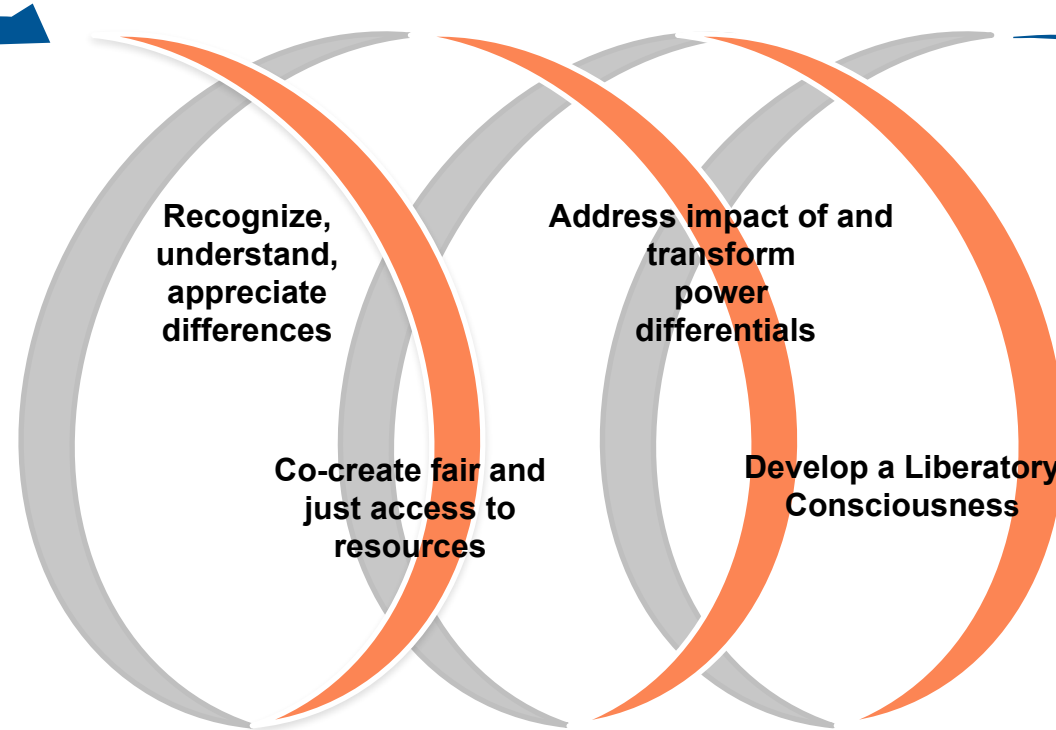 Recognize,
understand,
appreciate
differences
Co-create fair and
just access to
resources
Address impact of and
transform
power
differentials
Develop a Liberatory
Consciousness